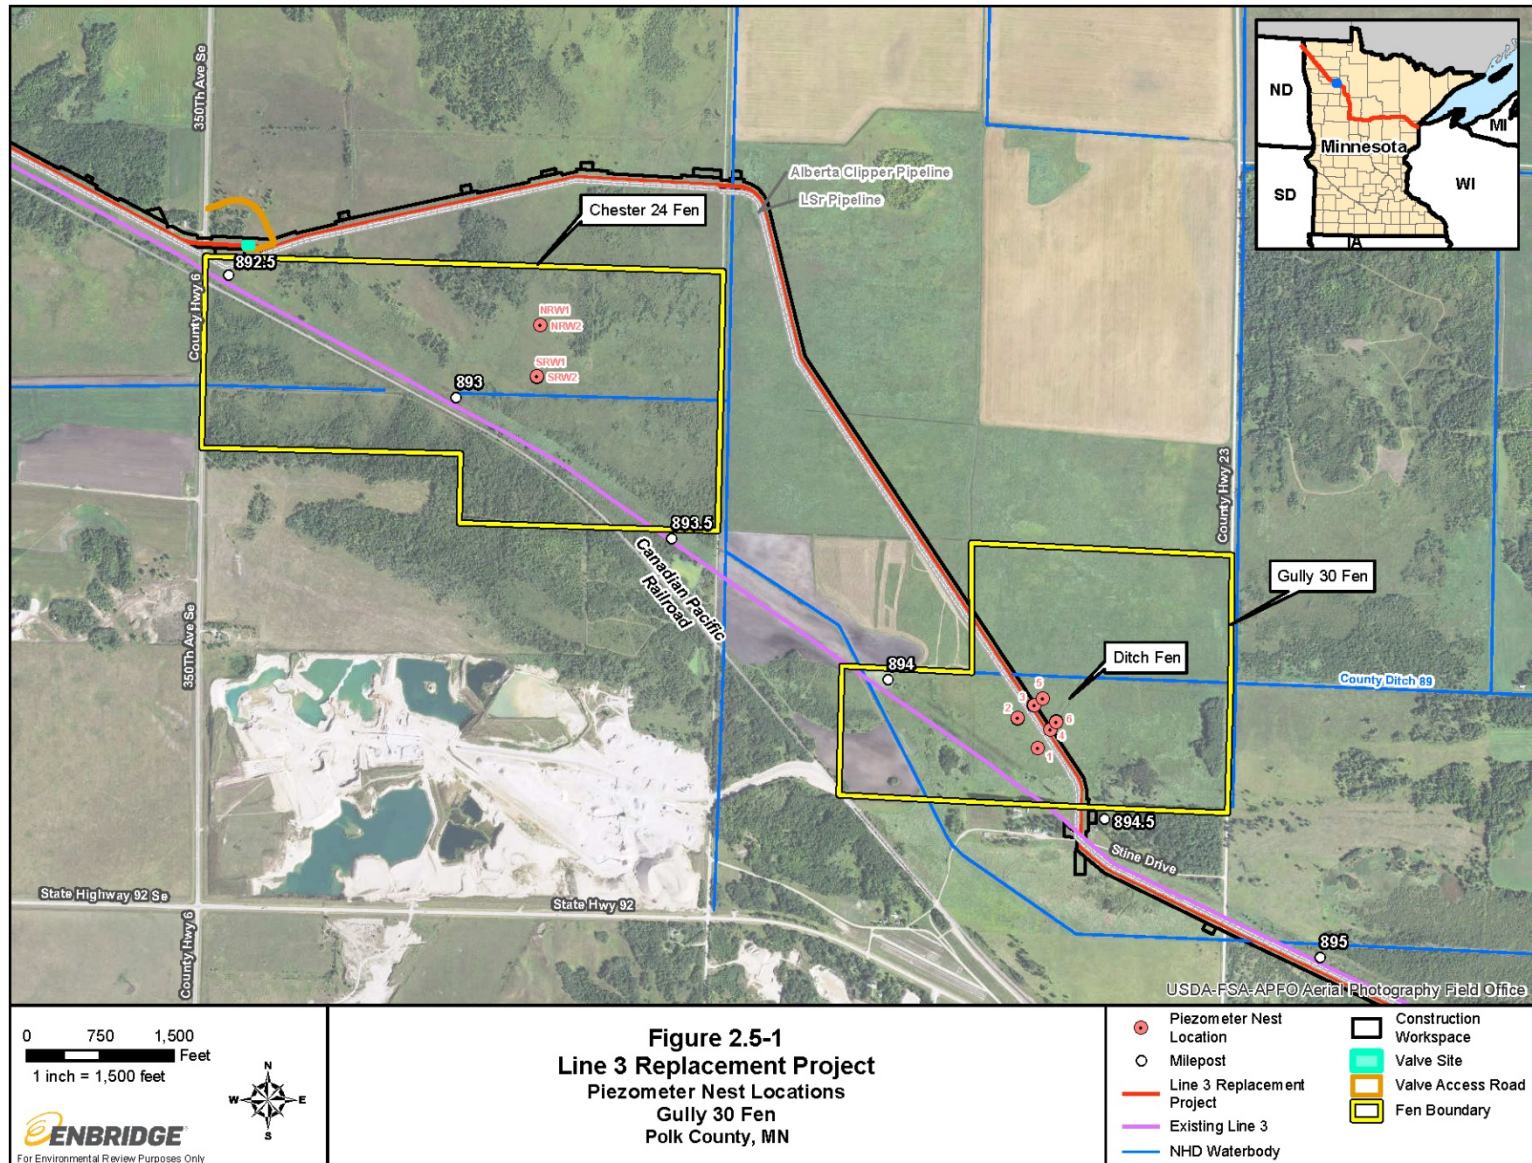 350Th Ave Se
ND
Minnesota
MI
SD
WI
IA
Alberta Clipper Pipeline
LSr Pipeline
Chester 24 Fen
892.5
County Hwy 6
NRW1
NRW2
SRW1
SRW2
893
893.5
Canadian Pacific
Railroad
County Hwy 23
Gully 30 Fen
350Th Ave Se
Ditch Fen
894
County Ditch 89
5
3
2
6
4
1
894.5
Stine Drive
State Highway 92 Se
State Hwy 92
County Hwy 6
895
USDA-FSA-APFO Aerial Photography Field Office
0 750 1,500
Feet
1 inch = 1,500 feet
N
W E
S
ENBRIDGE
For Environmental Review Purposes Only
Figure 2.5-1
Line 3 Replacement Project
Piezometer Nest Locations
Gully 30 Fen
Polk County, MN
Piezometer Nest
Location
Milepost
Line 3 Replacement
Project
Existing Line 3
NHD Waterbody
Construction
Workspace
Valve Site
Valve Access Road
Fen Boundary